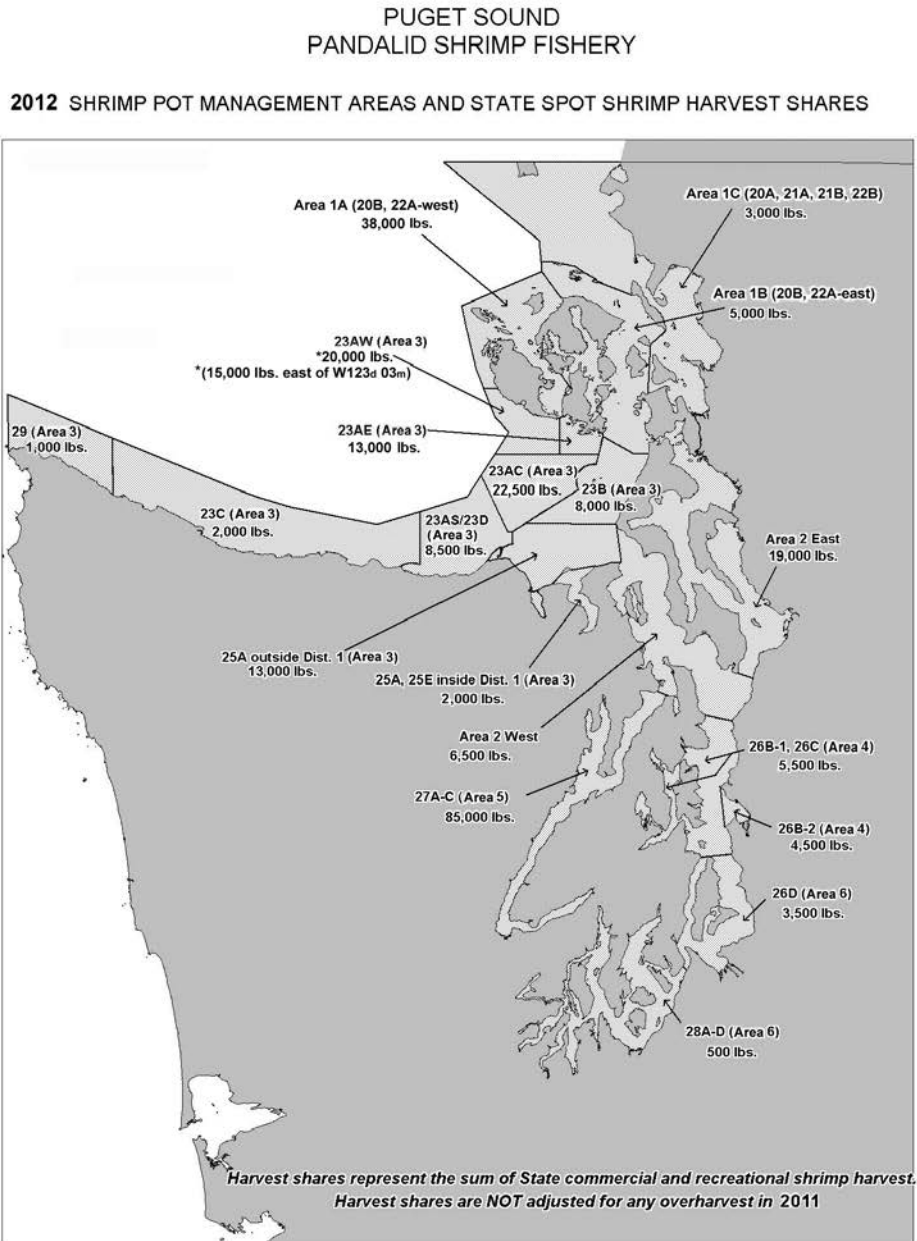 PUGET SOUND
PANDALID SHRIMP FISHERY
2012 SHRIMP POT MANAGEMENT AREAS AND STATE SPOT SHRIMP HARVEST SHARES
Area 1A (20B, 22A-west)
38,000 lbs.
Area 1C (20A, 21A, 21B, 22B)
3,000 lbs.
Area 1B (20B, 22A-east)
5,000 lbs.
23AW (Area 3)
*20,000 lbs.
*(15,000 lbs. east of W123d 03m)
23AE (Area 3)
13,000 lbs.
29 (Area 3)
1,000 lbs.
23AC (Area 3)
22,500 lbs.
23B (Area 3)
8,000 lbs.
23C (Area 3)
2,000 lbs.
23AS/23D
(Area 3)
8,500 lbs.
Area 2 East
19,000 lbs.
25A outside Dist. 1 (Area 3)
13,000 lbs.
25A, 25E inside Dist. 1 (Area 3)
2,000 lbs.
Area 2 West
6,500 lbs.
26B-1, 26C (Area 4)
5,500 lbs.
27A-C (Area 5)
85,000 lbs.
26B-2 (Area 4)
4,500 lbs.
26D (Area 6)
3,500 lbs.
28A-D (Area 6)
500 lbs.
Harvest shares represent the sum of State commercial and recreational shrimp harvest.
Harvest shares are NOT adjusted for any overharvest in 2011